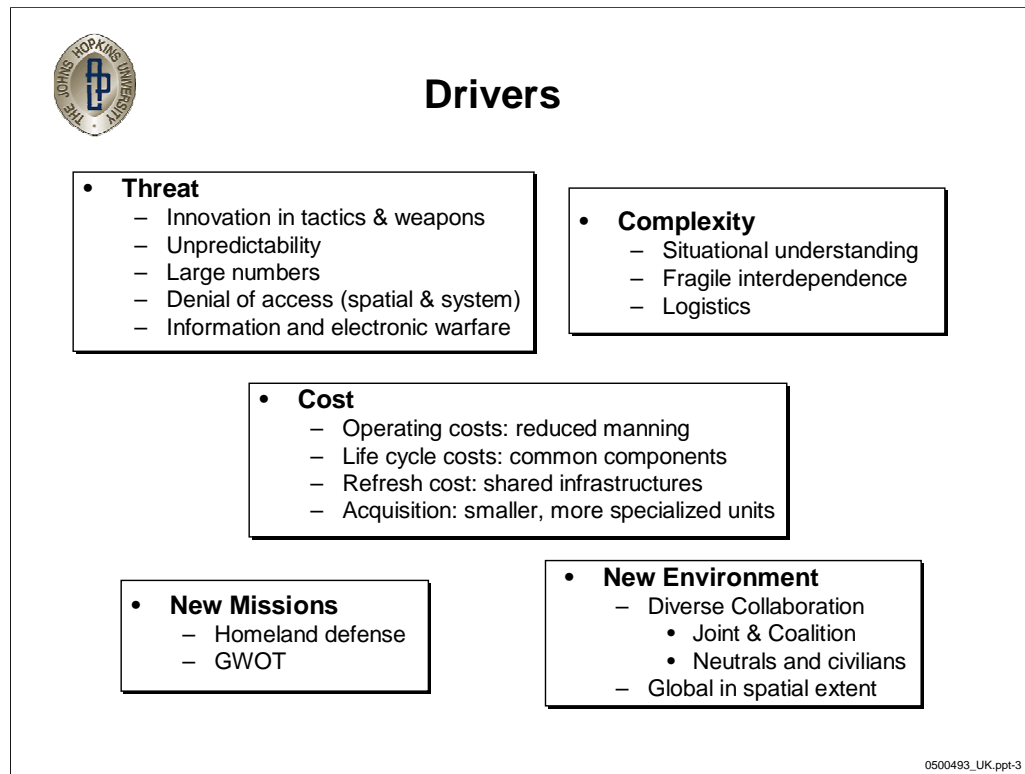 THE JOHNS HOPKINS UNIVERSITY
APL
Drivers
• Threat
– Innovation in tactics & weapons
– Unpredictability
– Large numbers
– Denial of access (spatial & system)
– Information and electronic warfare
• Complexity
– Situational understanding
– Fragile interdependence
– Logistics
• Cost
– Operating costs: reduced manning
– Life cycle costs: common components
– Refresh cost: shared infrastructures
– Acquisition: smaller, more specialized units
• New Missions
– Homeland defense
– GWOT
• New Environment
– Diverse Collaboration
• Joint & Coalition
• Neutrals and civilians
– Global in spatial extent
0500493_UK.ppt-3